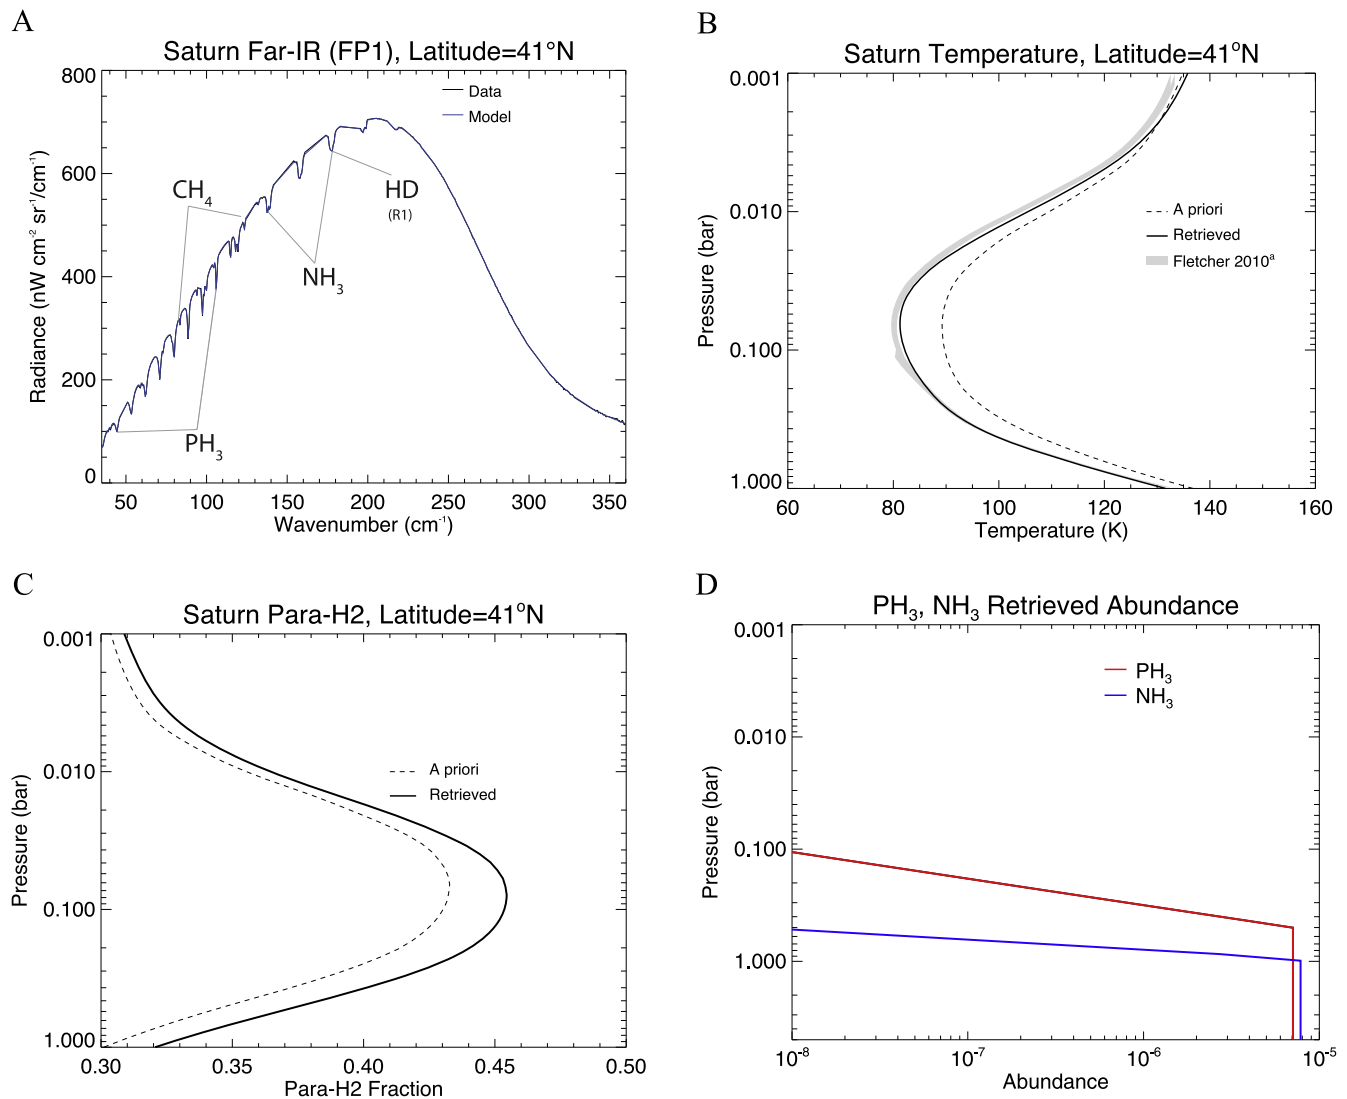 A
Saturn Far-IR (FP1), Latitude=41°N
800
600
400
200
0
Radiance (nW cm⁻² sr⁻¹/cm⁻¹)
Data
Model
CH₄
HD
(R1)
NH₃
PH₃
50 100 150 200 250 300 350
Wavenumber (cm⁻¹)
B
Saturn Temperature, Latitude=41°N
0.001
0.010
0.100
1.000
Pressure (bar)
A priori
Retrieved
Fletcher 2010ᵃ
60 80 100 120 140 160
Temperature (K)
C
Saturn Para-H2, Latitude=41°N
0.001
0.010
0.100
1.000
Pressure (bar)
A priori
Retrieved
0.30 0.35 0.40 0.45 0.50
Para-H2 Fraction
D
PH₃, NH₃ Retrieved Abundance
0.001
0.010
0.100
1.000
Pressure (bar)
PH₃
NH₃
10⁻⁸ 10⁻⁷ 10⁻⁶ 10⁻⁵
Abundance